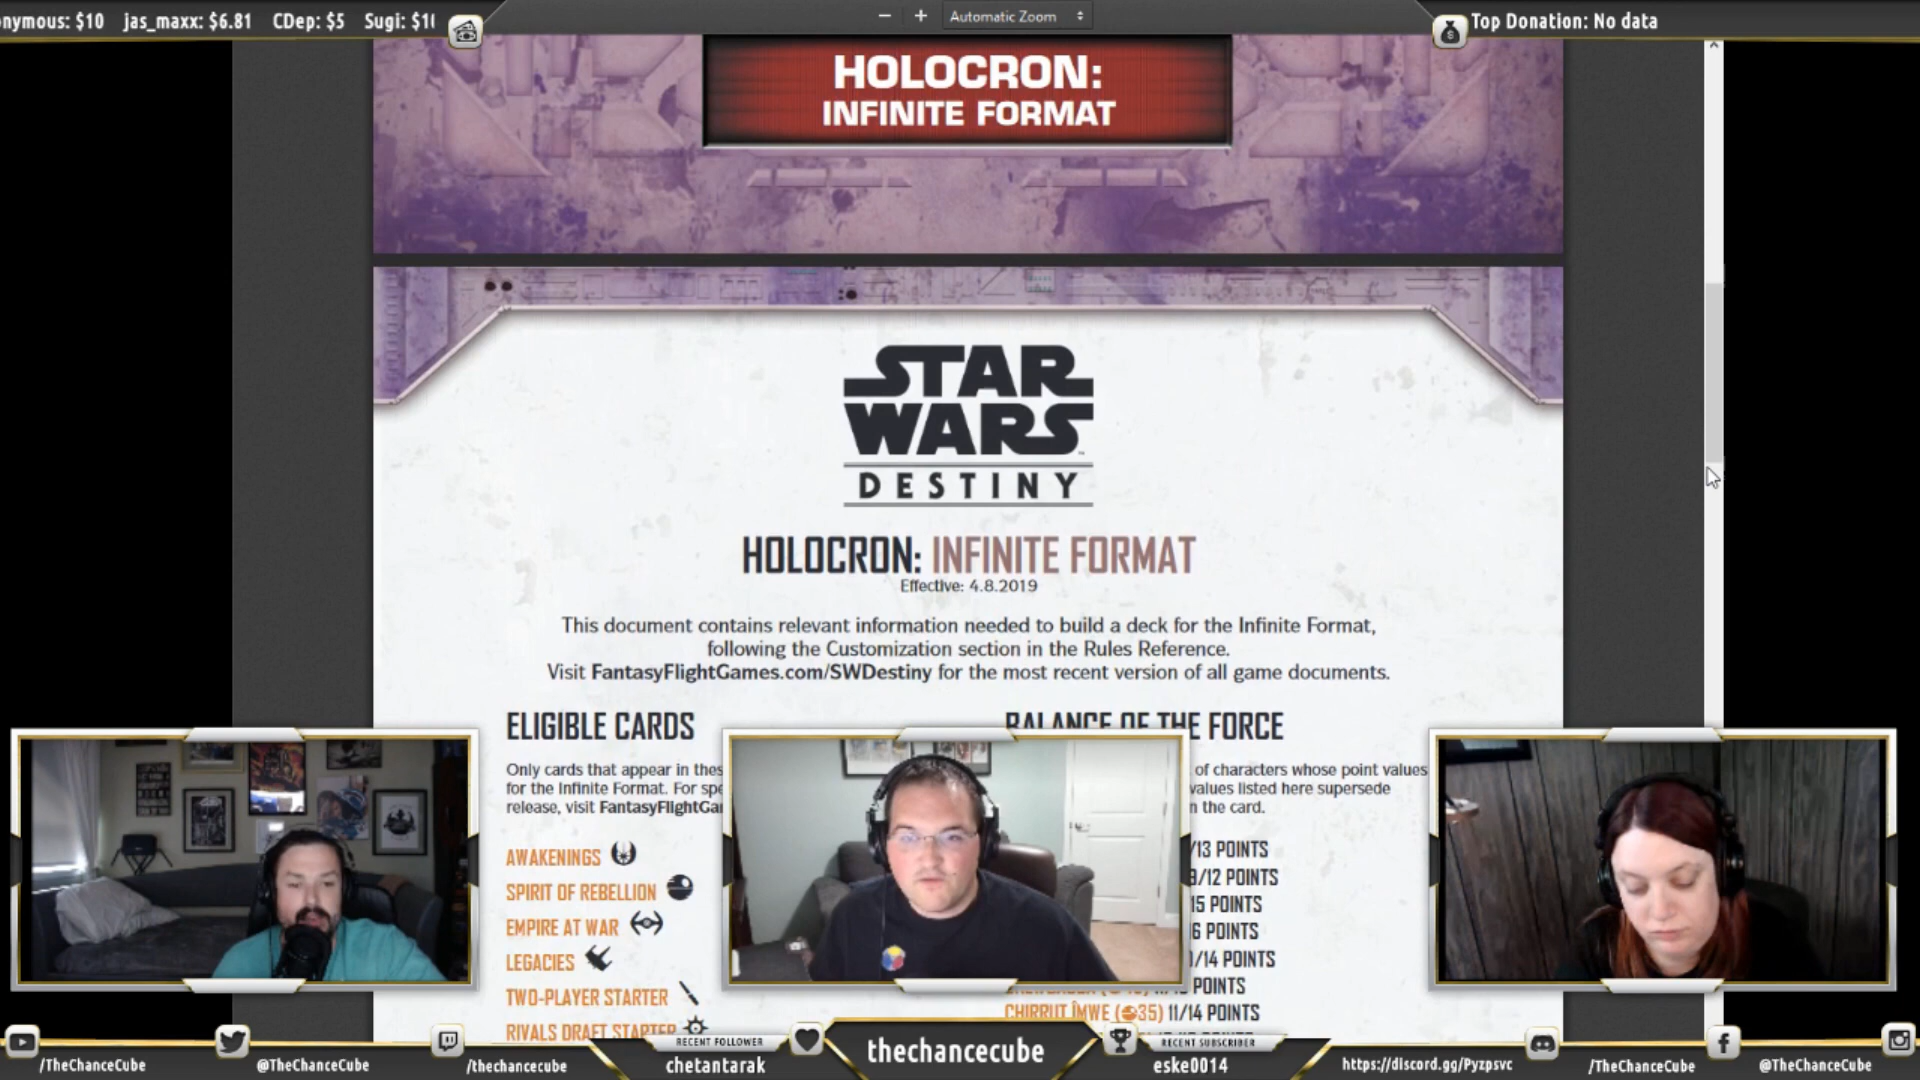 nymous: $10 jas_maxx: $6.81 CDep: $5 Sugi: $1
Automatic Zoom
Top Donation: No data
HOLOCRON:
INFINITE FORMAT
STAR
WARS
DESTINY
HOLOCRON: INFINITE FORMAT
Effective: 4.8.2019
This document contains relevant information needed to build a deck for the Infinite Format,
following the Customization section in the Rules Reference.
Visit FantasyFlightGames.com/SWDestiny for the most recent version of all game documents.
ELIGIBLE CARDS
Only cards that appear in thes
for the Infinite Format. For spe
release, visit FantasyFlightGa
AWAKENINGS
SPIRIT OF REBELLION
EMPIRE AT WAR
LEGACIES
TWO-PLAYER STARTER
RIVALS DRAFT STARTER
BALANCE OF THE FORCE
of characters whose point values
values listed here supersede
n the card.
/13 POINTS
/12 POINTS
15 POINTS
6 POINTS
/14 POINTS
POINTS
CHIRRUT ÎMWE (35) 11/14 POINTS
/TheChanceCube
@TheChanceCube
/thechancecube
RECENT FOLLOWER
chetantarak
thechancecube
RECENT SUBSCRIBER
eske0014
https://discord.gg/Pyzpsvc
/TheChanceCube
@TheChanceCube